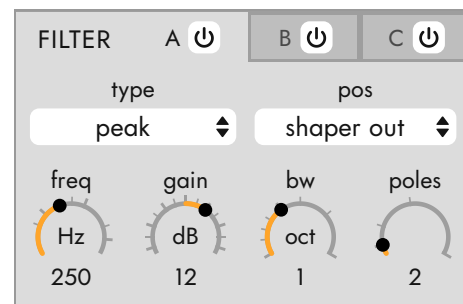 FILTER A B C
type pos
peak shaper out
freq gain bw poles
Hz dB oct
250 12 1 2